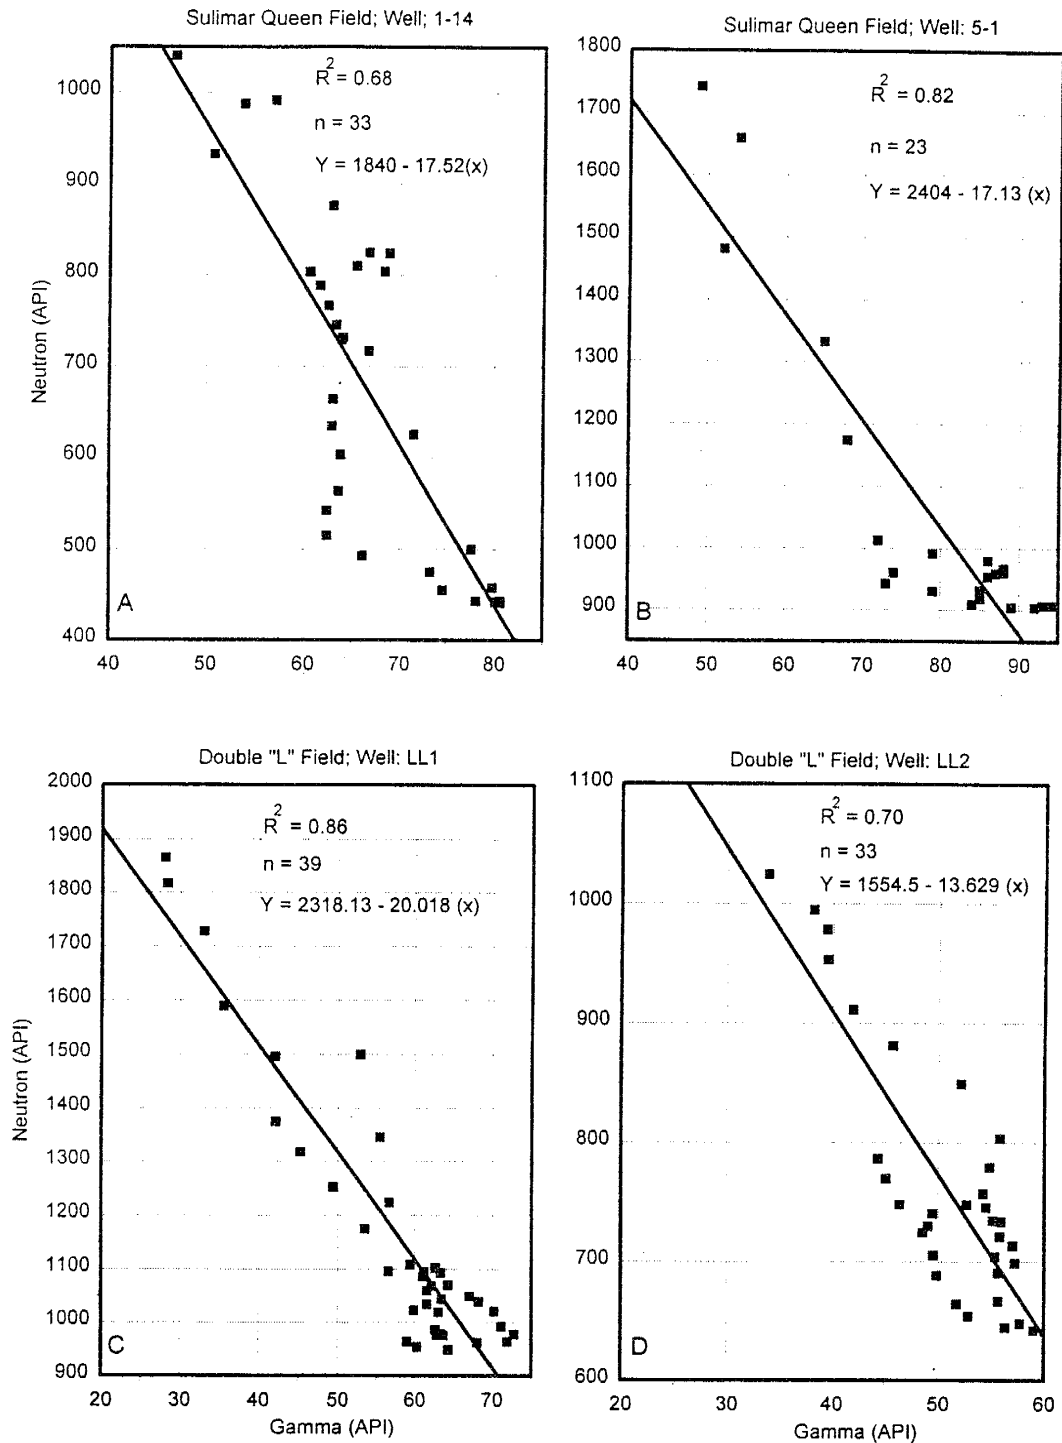 Sulimar Queen Field; Well; 1-14
R2 = 0.68
n = 33
Y = 1840 - 17.52(x)
1000
900
800
700
600
500
400
Neutron (API)
A
40 50 60 70 80
Sulimar Queen Field; Well: 5-1
R2 = 0.82
n = 23
Y = 2404 - 17.13 (x)
1800
1700
1600
1500
1400
1300
1200
1100
1000
900
B
40 50 60 70 80 90
Double "L" Field; Well: LL1
R2 = 0.86
n = 39
Y = 2318.13 - 20.018 (x)
2000
1900
1800
1700
1600
1500
1400
1300
1200
1100
1000
900
Neutron (API)
C
20 30 40 50 60 70
Gamma (API)
Double "L" Field; Well: LL2
R2 = 0.70
n = 33
Y = 1554.5 - 13.629 (x)
1100
1000
900
800
700
600
D
20 30 40 50 60
Gamma (API)